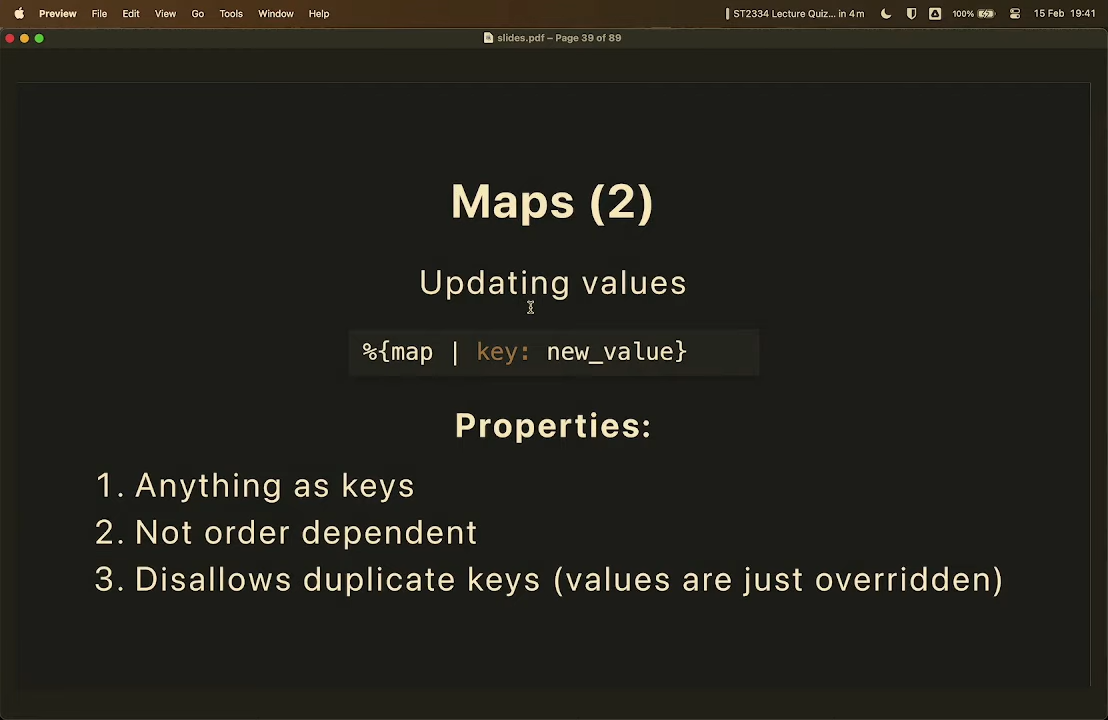 Preview File Edit View Go Tools Window Help ST2334 Lecture Quiz... in 4m 100% 15 Feb 19:41
slides.pdf – Page 39 of 89
Maps (2)
Updating values
%{map | key: new_value}
Properties:
1. Anything as keys
2. Not order dependent
3. Disallows duplicate keys (values are just overridden)